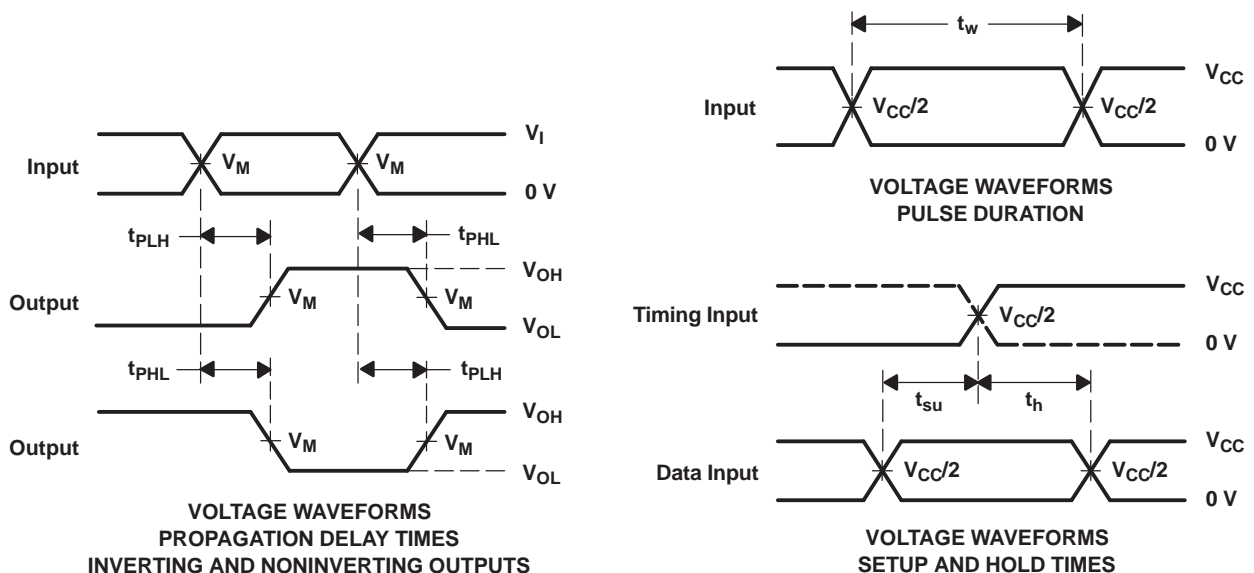 Input
V_M
V_M
V_I
0 V
t_PLH
t_PHL
Output
V_M
V_M
V_OH
V_OL
t_PHL
t_PLH
Output
V_M
V_M
V_OH
V_OL
VOLTAGE WAVEFORMS
PROPAGATION DELAY TIMES
INVERTING AND NONINVERTING OUTPUTS
t_w
Input
V_CC/2
V_CC/2
V_CC
0 V
VOLTAGE WAVEFORMS
PULSE DURATION
Timing Input
V_CC/2
V_CC
0 V
t_su
t_h
Data Input
V_CC/2
V_CC/2
V_CC
0 V
VOLTAGE WAVEFORMS
SETUP AND HOLD TIMES